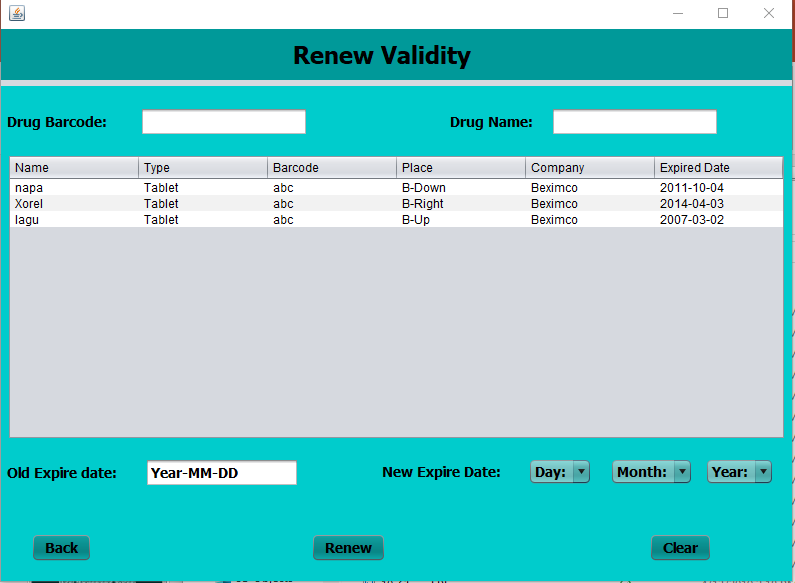 Renew Validity
Drug Barcode: Drug Name:
Name Type Barcode Place Company Expired Date
napa Tablet abc B-Down Beximco 2011-10-04
Xorel Tablet abc B-Right Beximco 2014-04-03
lagu Tablet abc B-Up Beximco 2007-03-02
Old Expire date: Year-MM-DD New Expire Date: Day: Month: Year:
Back Renew Clear